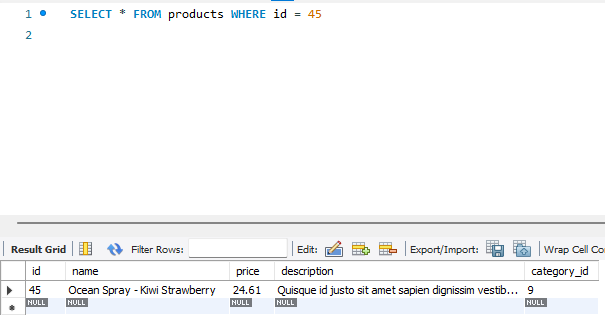 1 SELECT * FROM products WHERE id = 45
2
Result Grid Filter Rows: Edit: Export/Import: Wrap Cell Co
id name price description category_id
45 Ocean Spray - Kiwi Strawberry 24.61 Quisque id justo sit amet sapien dignissim vestib... 9
NULL NULL NULL NULL NULL